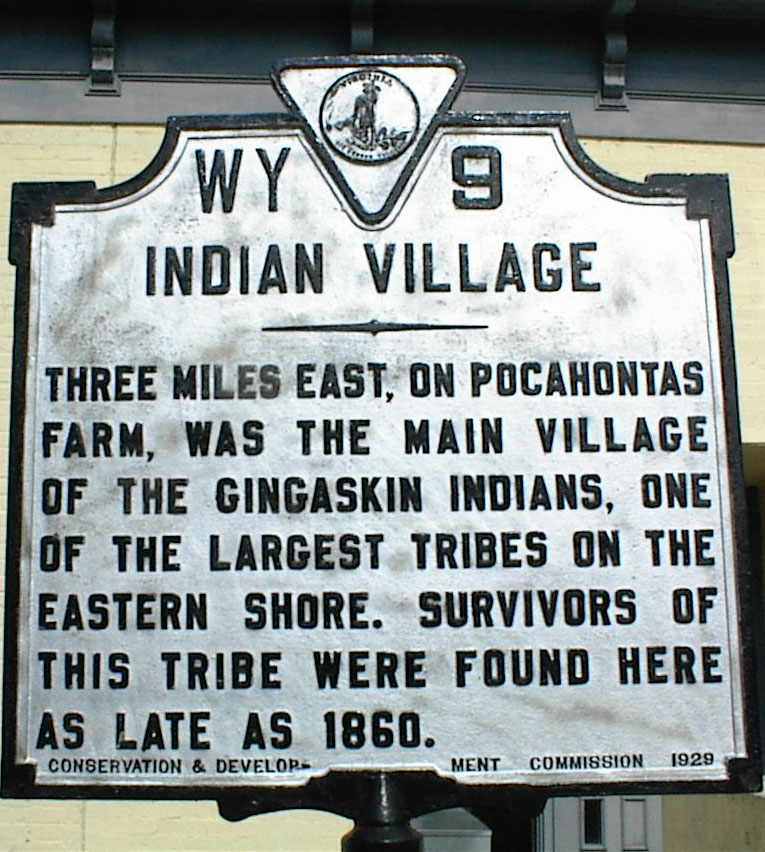 VIRGINIA
WY 9
INDIAN VILLAGE
THREE MILES EAST, ON POCAHONTAS
FARM, WAS THE MAIN VILLAGE
OF THE GINGASKIN INDIANS, ONE
OF THE LARGEST TRIBES ON THE
EASTERN SHORE. SURVIVORS OF
THIS TRIBE WERE FOUND HERE
AS LATE AS 1860.
CONSERVATION & DEVELOP- MENT COMMISSION 1929